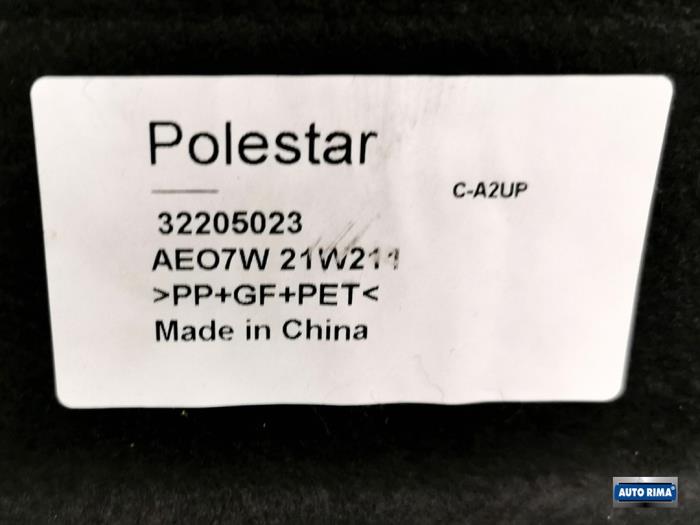 Polestar
C-A2UP
32205023
AEO7W 21W211
>PP+GF+PET<
Made in China
AUTO RIMA®